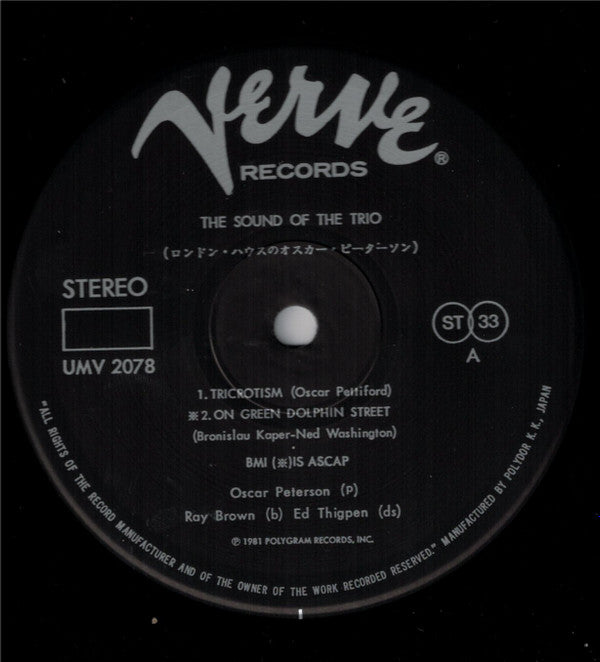 Verve®
RECORDS
THE SOUND OF THE TRIO
(ロンドン・ハウスのオスカー・ピーターソン)
STEREO
UMV 2078
ST 33
A
1. TRICROTISM (Oscar Pettiford)
※2. ON GREEN DOLPHIN STREET
(Bronislau Kaper-Ned Washington)
BMI (※) IS ASCAP
Oscar Peterson (p)
Ray Brown (b) Ed Thigpen (ds)
℗ 1981 POLYGRAM RECORDS, INC.
"ALL RIGHTS OF THE RECORD MANUFACTURER AND OF THE OWNER OF THE WORK RECORDED RESERVED." MANUFACTURED BY POLYDOR K. K., JAPAN